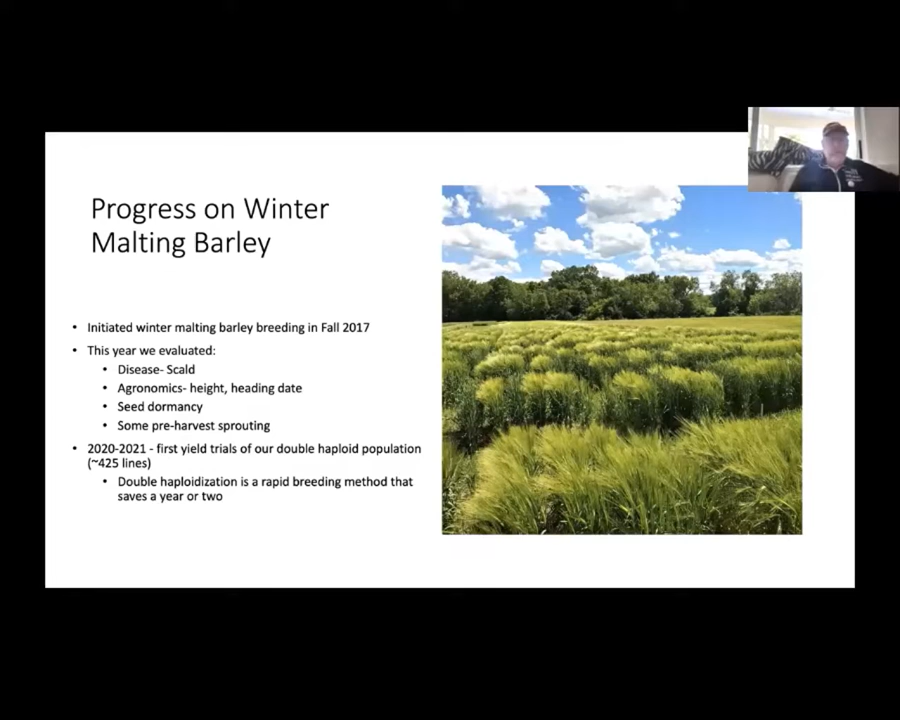 Progress on Winter
Malting Barley
• Initiated winter malting barley breeding in Fall 2017
• This year we evaluated:
• Disease- Scald
• Agronomics- height, heading date
• Seed dormancy
• Some pre-harvest sprouting
• 2020-2021 - first yield trials of our double haploid population
(~425 lines)
• Double haploidization is a rapid breeding method that
saves a year or two